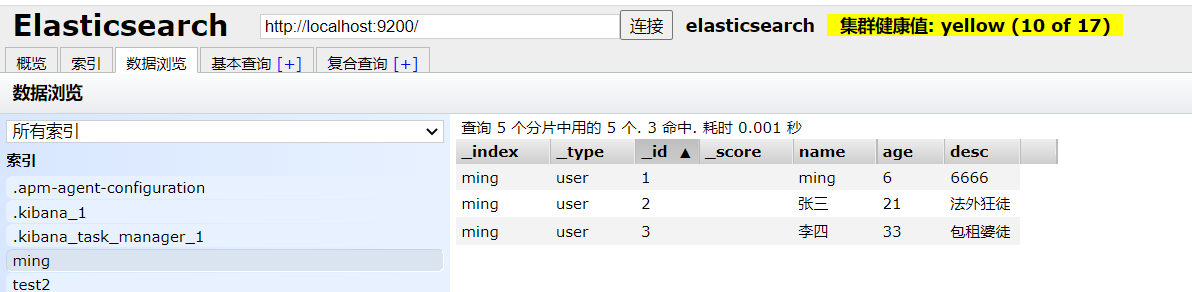 Elasticsearch http://localhost:9200/ 连接 elasticsearch 集群健康值: yellow (10 of 17)
概览 索引 数据浏览 基本查询 [+] 复合查询 [+]
数据浏览
所有索引
索引
.apm-agent-configuration
.kibana_1
.kibana_task_manager_1
ming
test2
查询 5 个分片中用的 5 个. 3 命中. 耗时 0.001 秒
_index _type _id ▲ _score name age desc
ming user 1 ming 6 6666
ming user 2 张三 21 法外狂徒
ming user 3 李四 33 包租婆徒